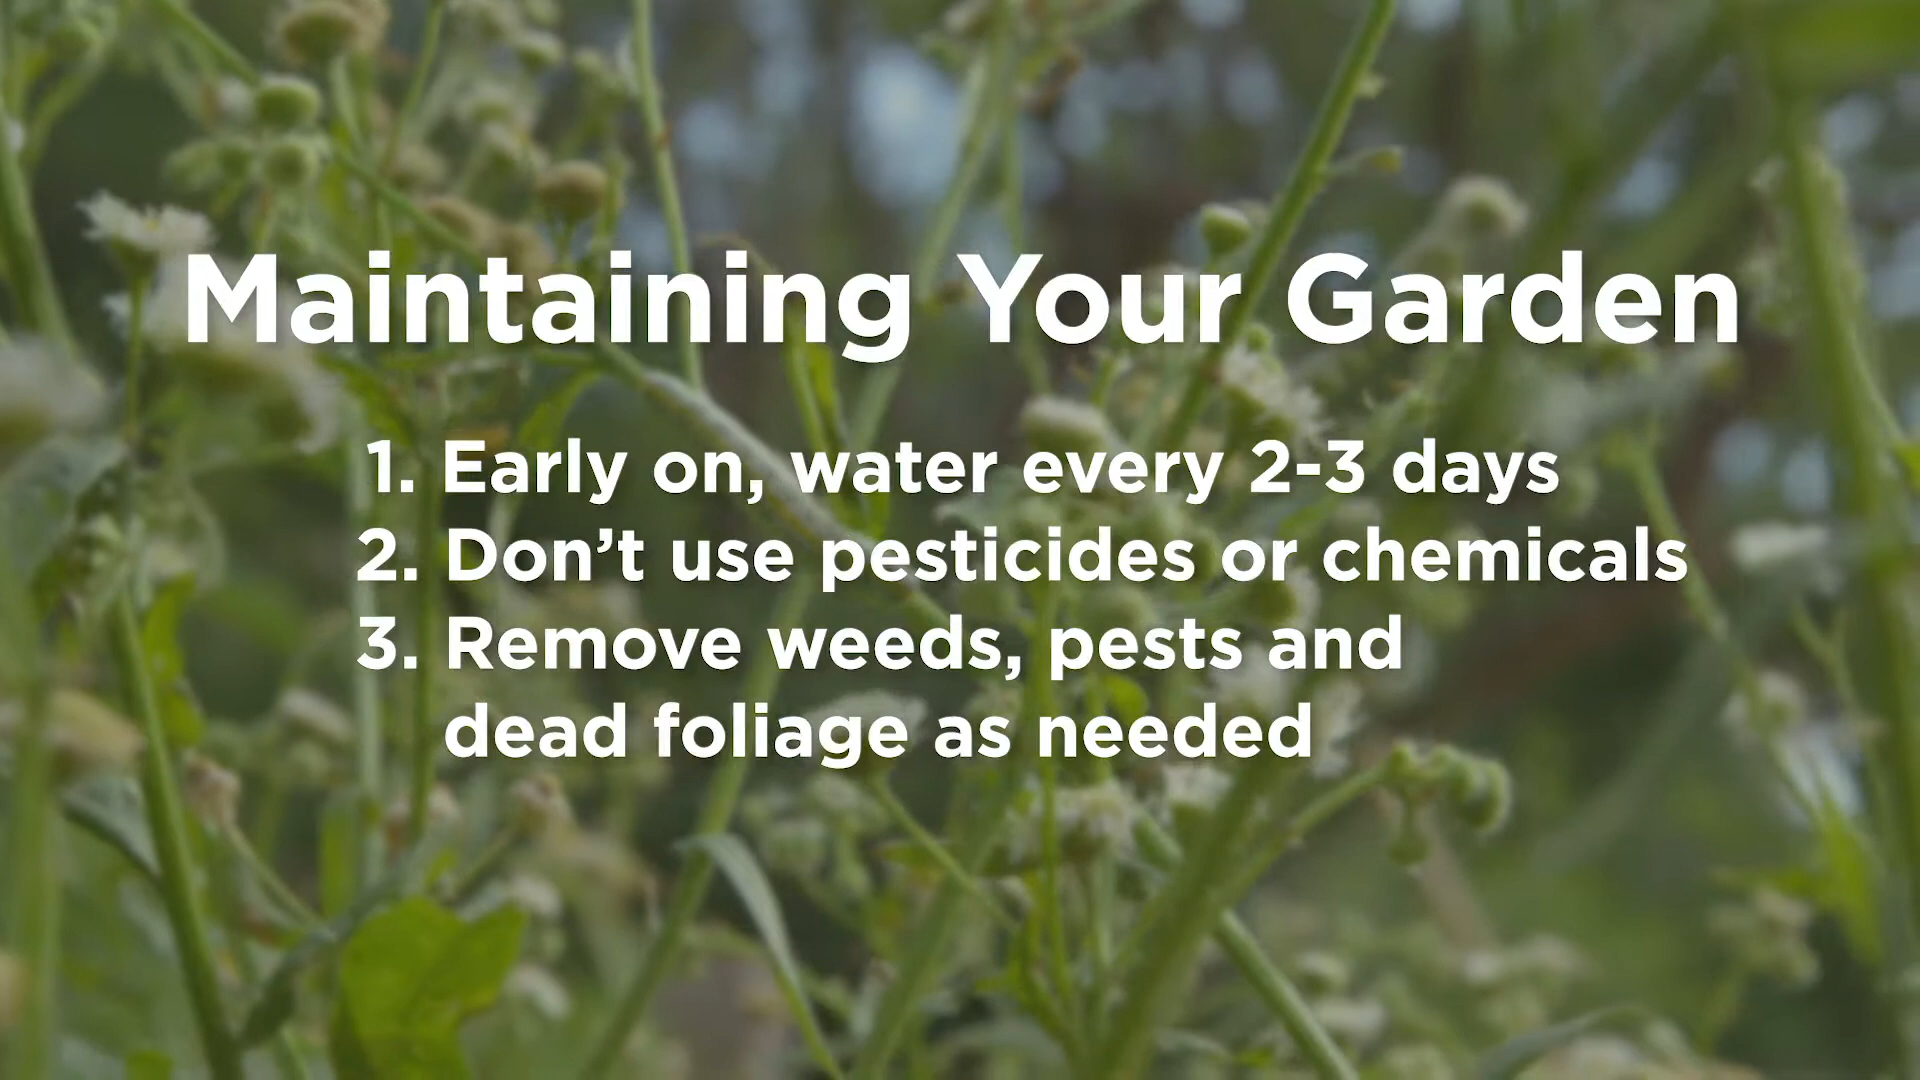 Maintaining Your Garden
1. Early on, water every 2-3 days
2. Don’t use pesticides or chemicals
3. Remove weeds, pests and
dead foliage as needed